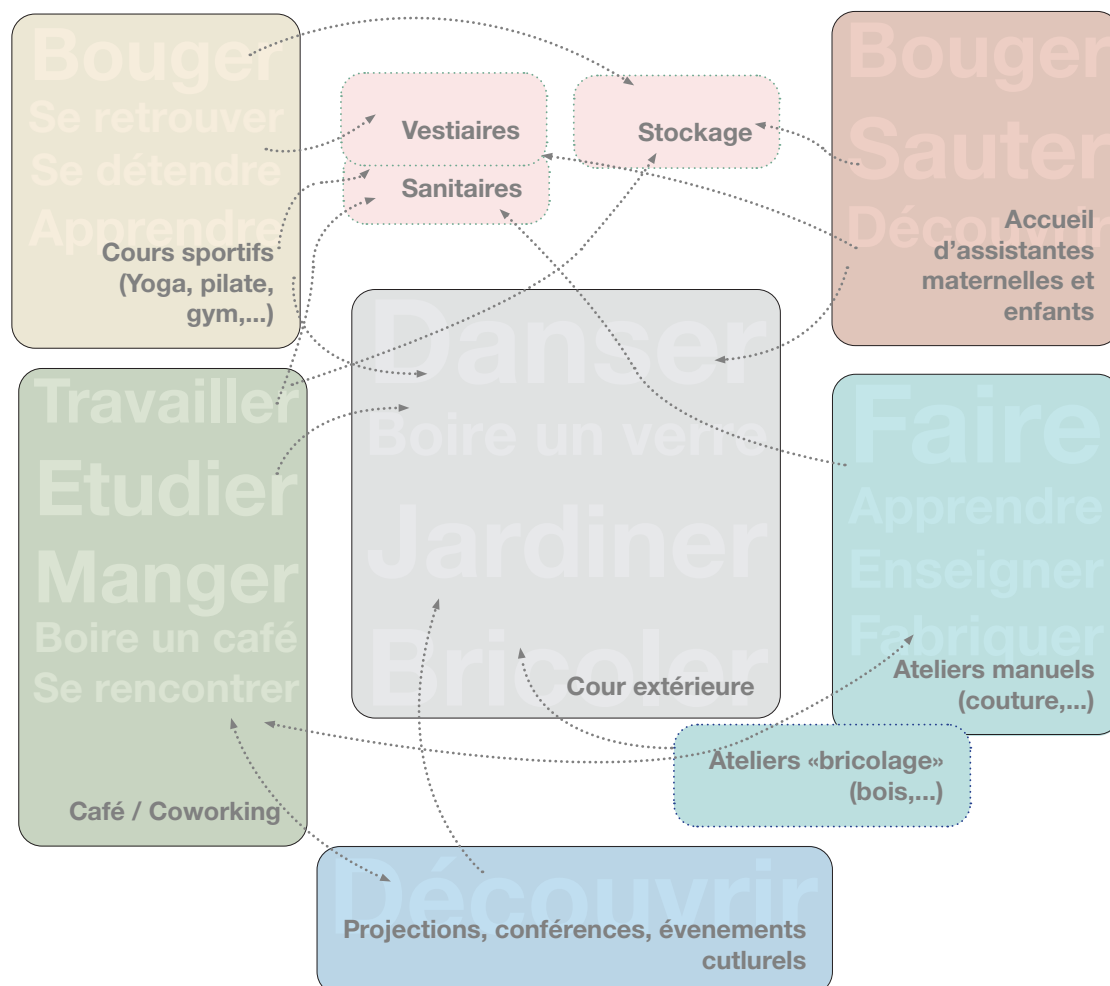 Bouger
Se retrouver
Se détendre
Apprendre
Cours sportifs
(Yoga, pilate,
gym,...)
Vestiaires
Sanitaires
Stockage
Bouger
Sauter
Découvrir
Accueil
d'assistantes
maternelles et
enfants
Travailler
Etudier
Manger
Boire un café
Se rencontrer
Café / Coworking
Danser
Boire un verre
Jardiner
Bricoler
Cour extérieure
Faire
Apprendre
Enseigner
Fabriquer
Ateliers manuels
(couture,...)
Ateliers «bricolage»
(bois,...)
Découvrir
Projections, conférences, évenements
cutlurels